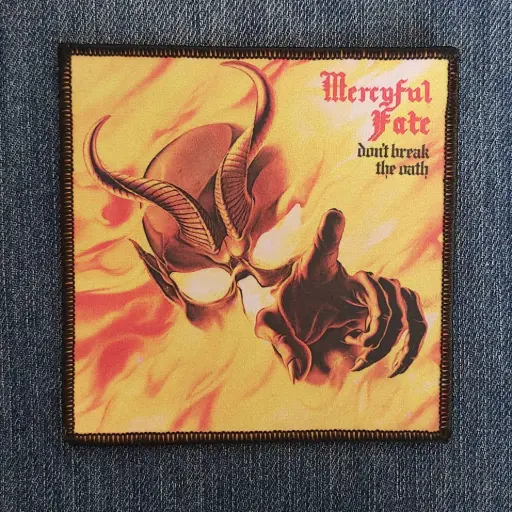 Mercyful
Fate
don't break
the oath